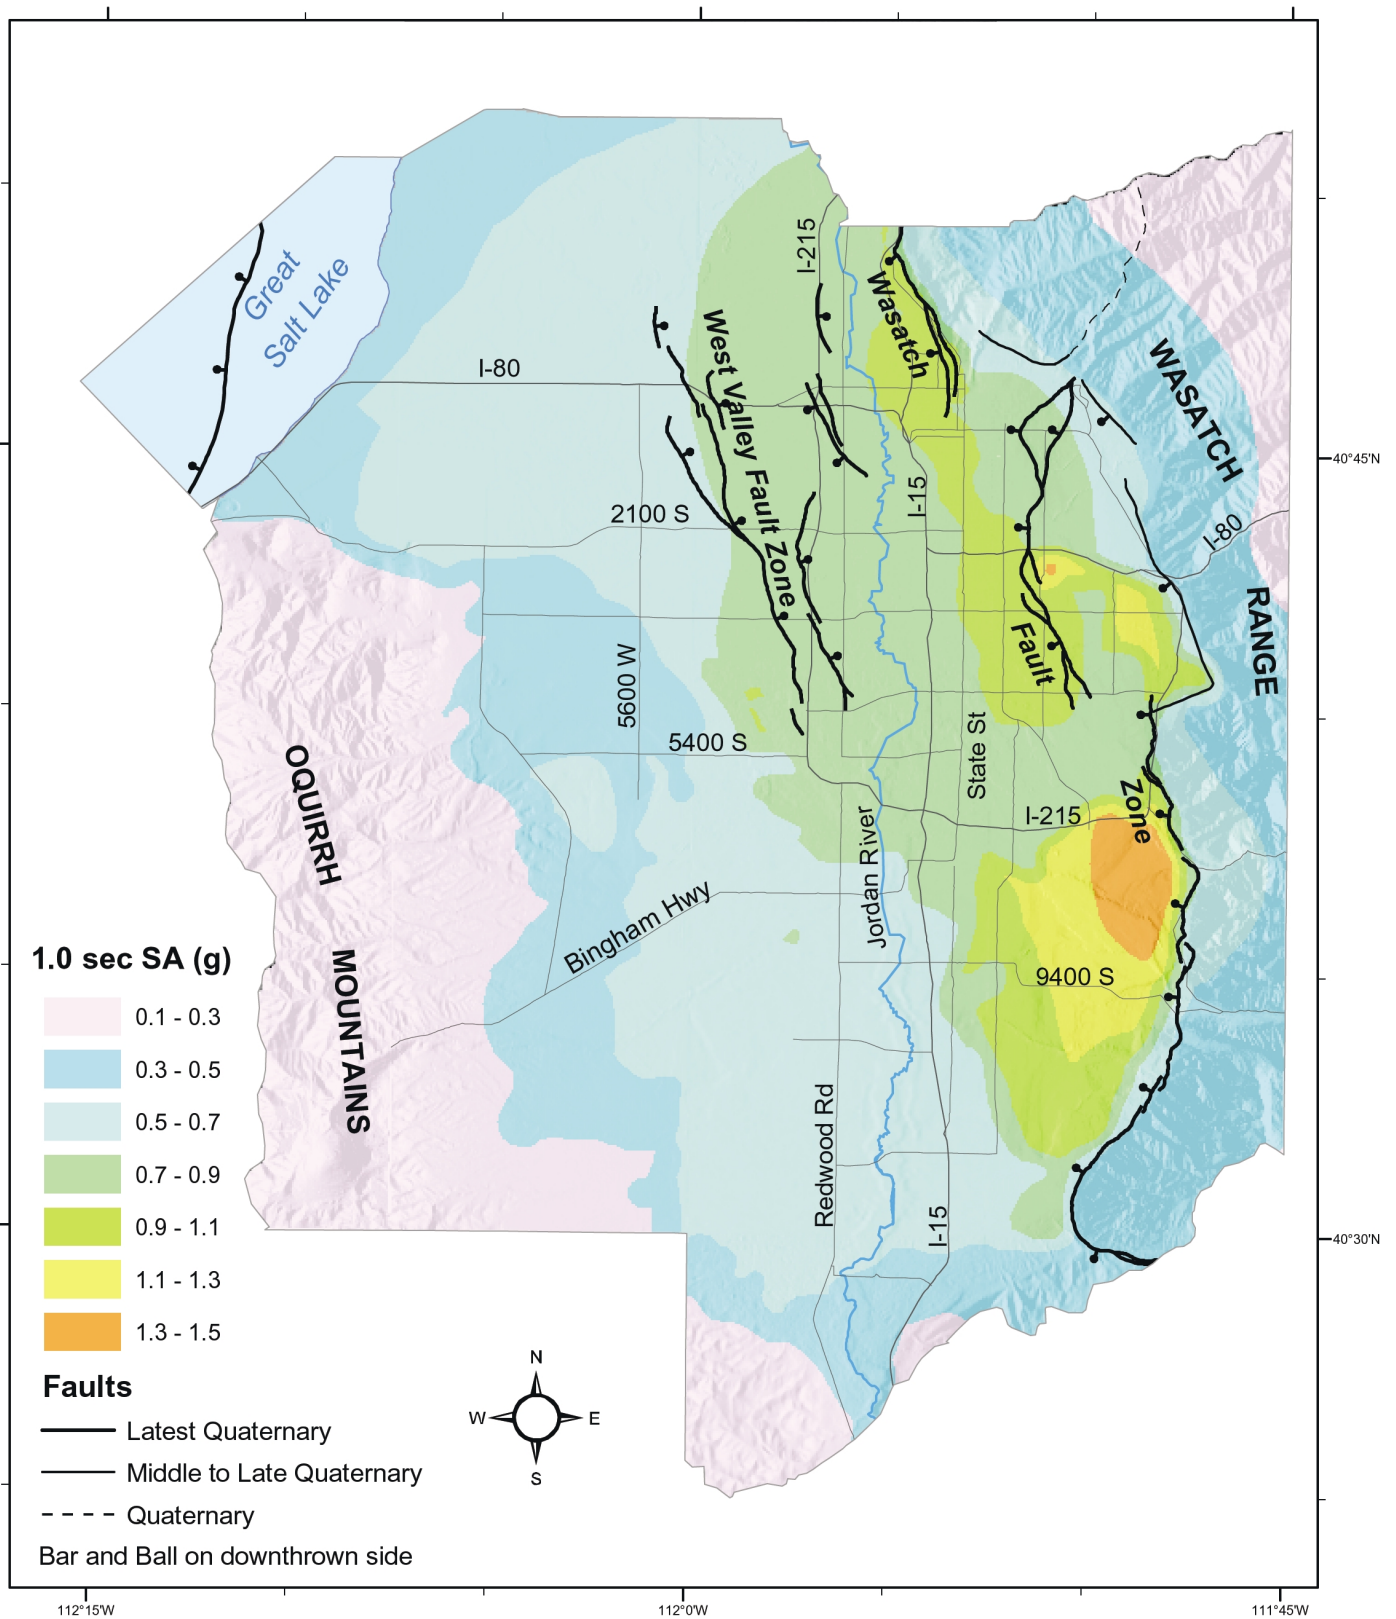 Great
Salt Lake
I-80
I-215
Wasatch
West Valley Fault Zone
WASATCH
40°45'N
I-15
2100 S
I-80
RANGE
Fault
5600 W
5400 S
State St
OQUIRRH
Zone
I-215
Jordan River
Bingham Hwy
MOUNTAINS
9400 S
Redwood Rd
I-15
40°30'N
1.0 sec SA (g)
0.1 - 0.3
0.3 - 0.5
0.5 - 0.7
0.7 - 0.9
0.9 - 1.1
1.1 - 1.3
1.3 - 1.5
Faults
Latest Quaternary
Middle to Late Quaternary
Quaternary
Bar and Ball on downthrown side
N
W E
S
112°15'W
112°0'W
111°45'W